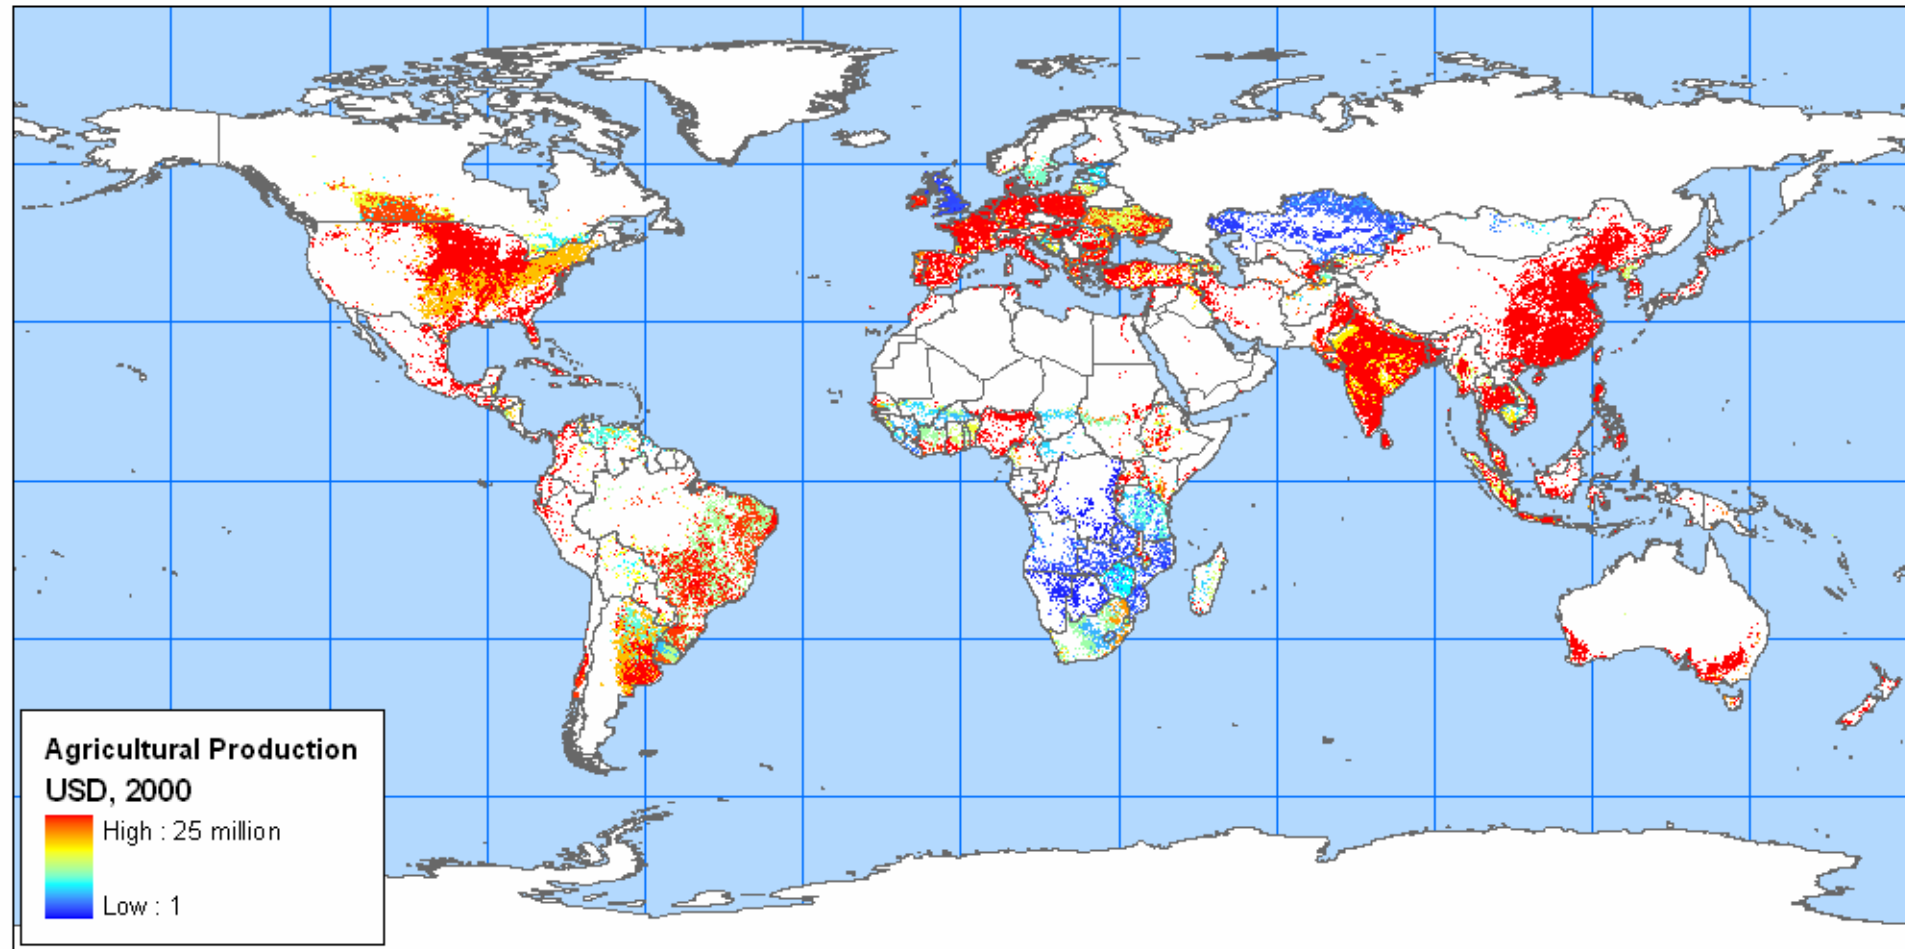 Agricultural Production
USD, 2000
High : 25 million
Low : 1